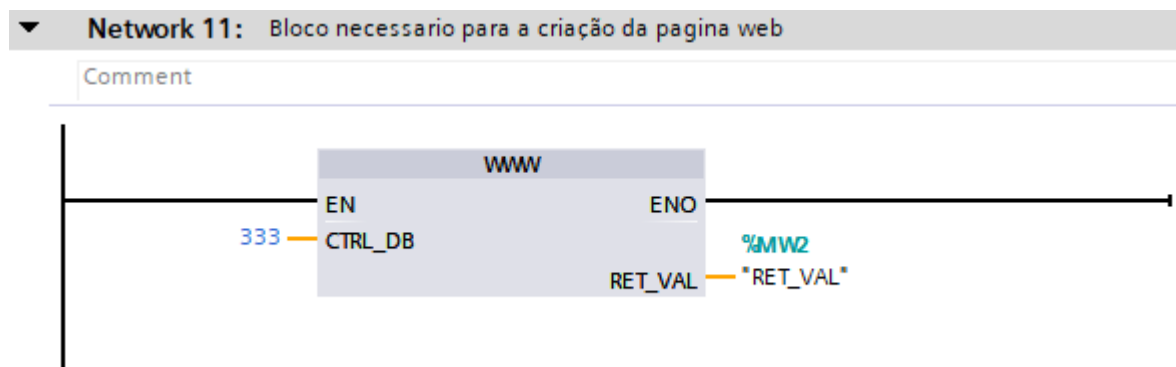 Network 11: Bloco necessario para a criação da pagina web
Comment
WWW
EN ENO
333 CTRL_DB
%MW2
RET_VAL "RET_VAL"